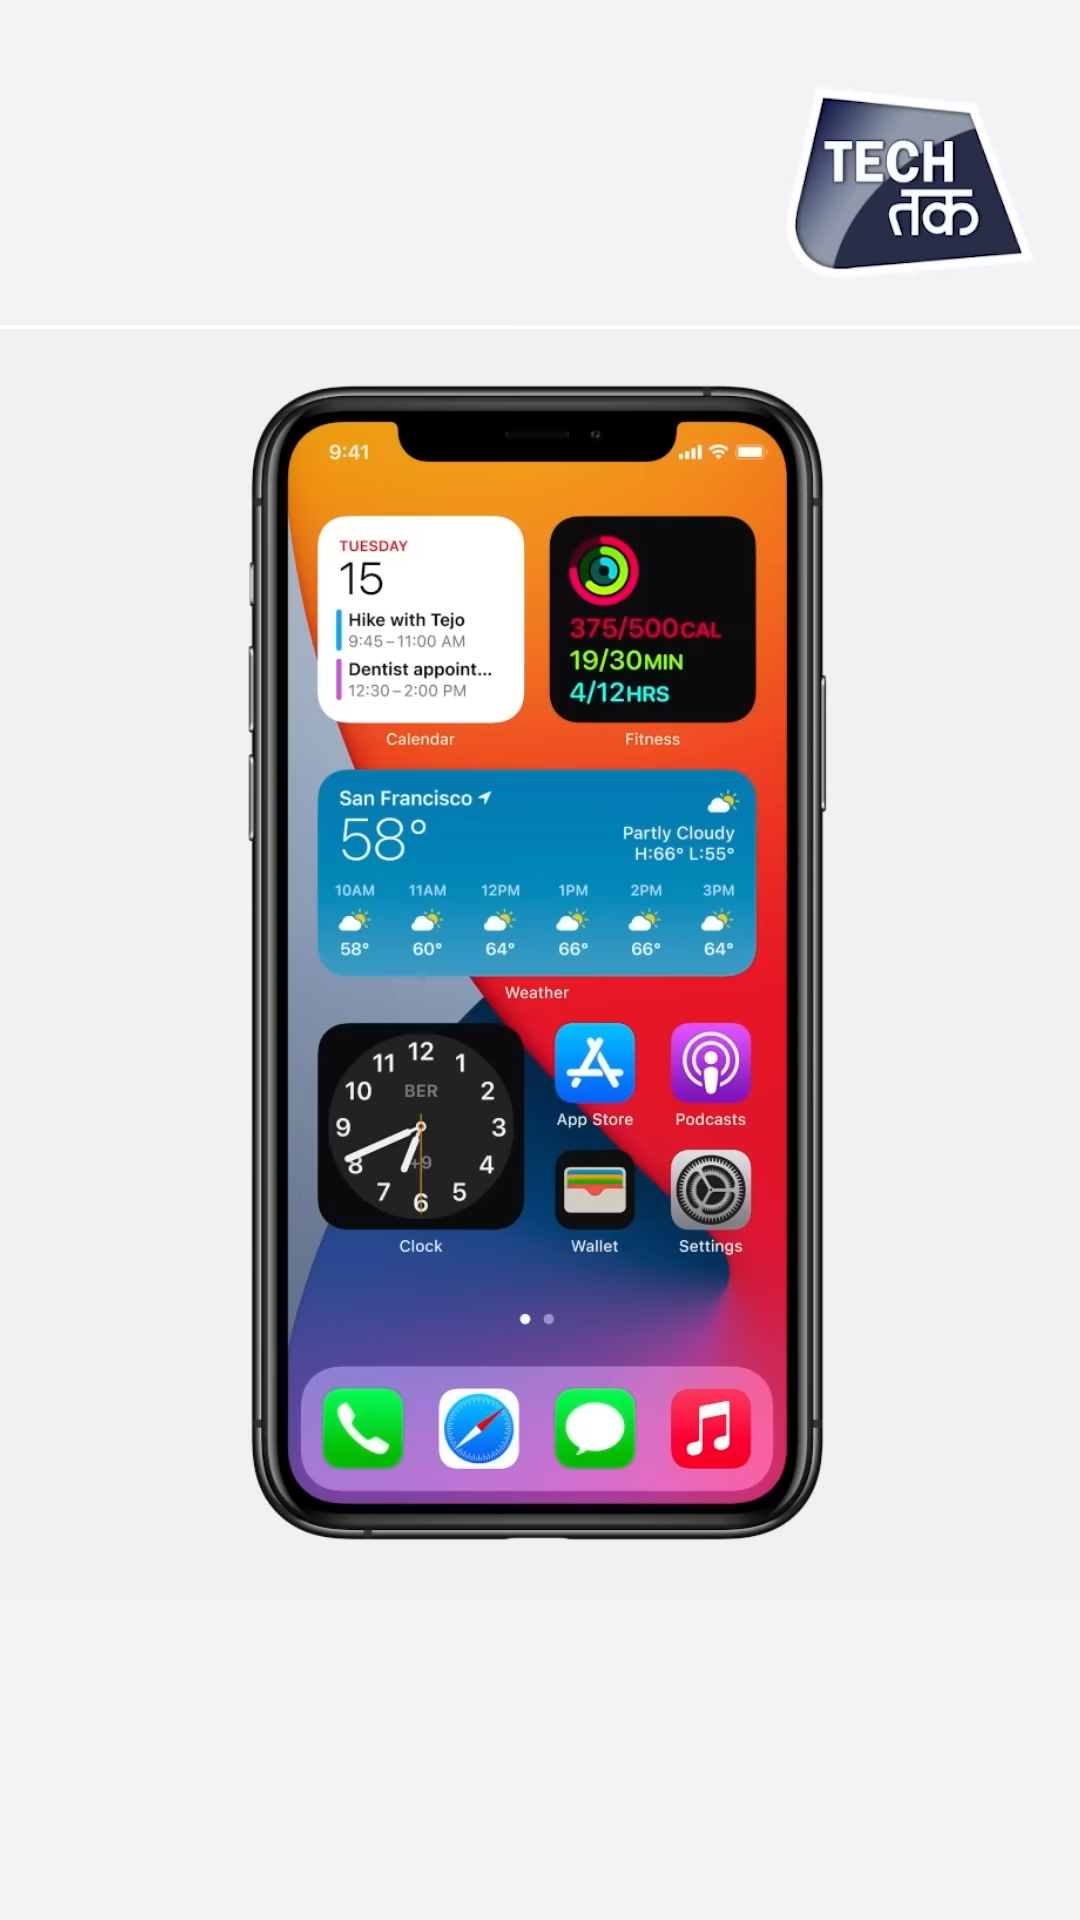 TECH
तक
9:41
TUESDAY
15
Hike with Tejo
9:45–11:00 AM
Dentist appoint...
12:30–2:00 PM
Calendar
375/500CAL
19/30MIN
4/12HRS
Fitness
San Francisco
58°
Partly Cloudy
H:66° L:55°
10AM 11AM 12PM 1PM 2PM 3PM
58° 60° 64° 66° 66° 64°
Weather
12
11 1
10 BER 2
9 3
8 +9 4
7 5
6
Clock
App Store Podcasts
Wallet Settings